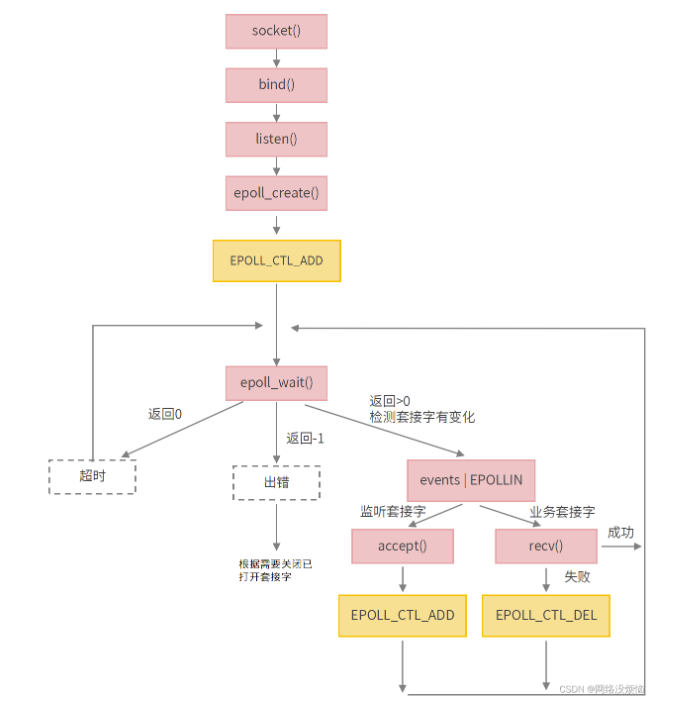 socket()
bind()
listen()
epoll_create()
EPOLL_CTL_ADD
epoll_wait()
返回0
返回-1
返回>0
检测套接字有变化
超时
出错
events | EPOLLIN
监听套接字
业务套接字
accept()
recv()
成功
失败
根据需要关闭已
打开套接字
EPOLL_CTL_ADD
EPOLL_CTL_DEL
CSDN @网络没烦恼